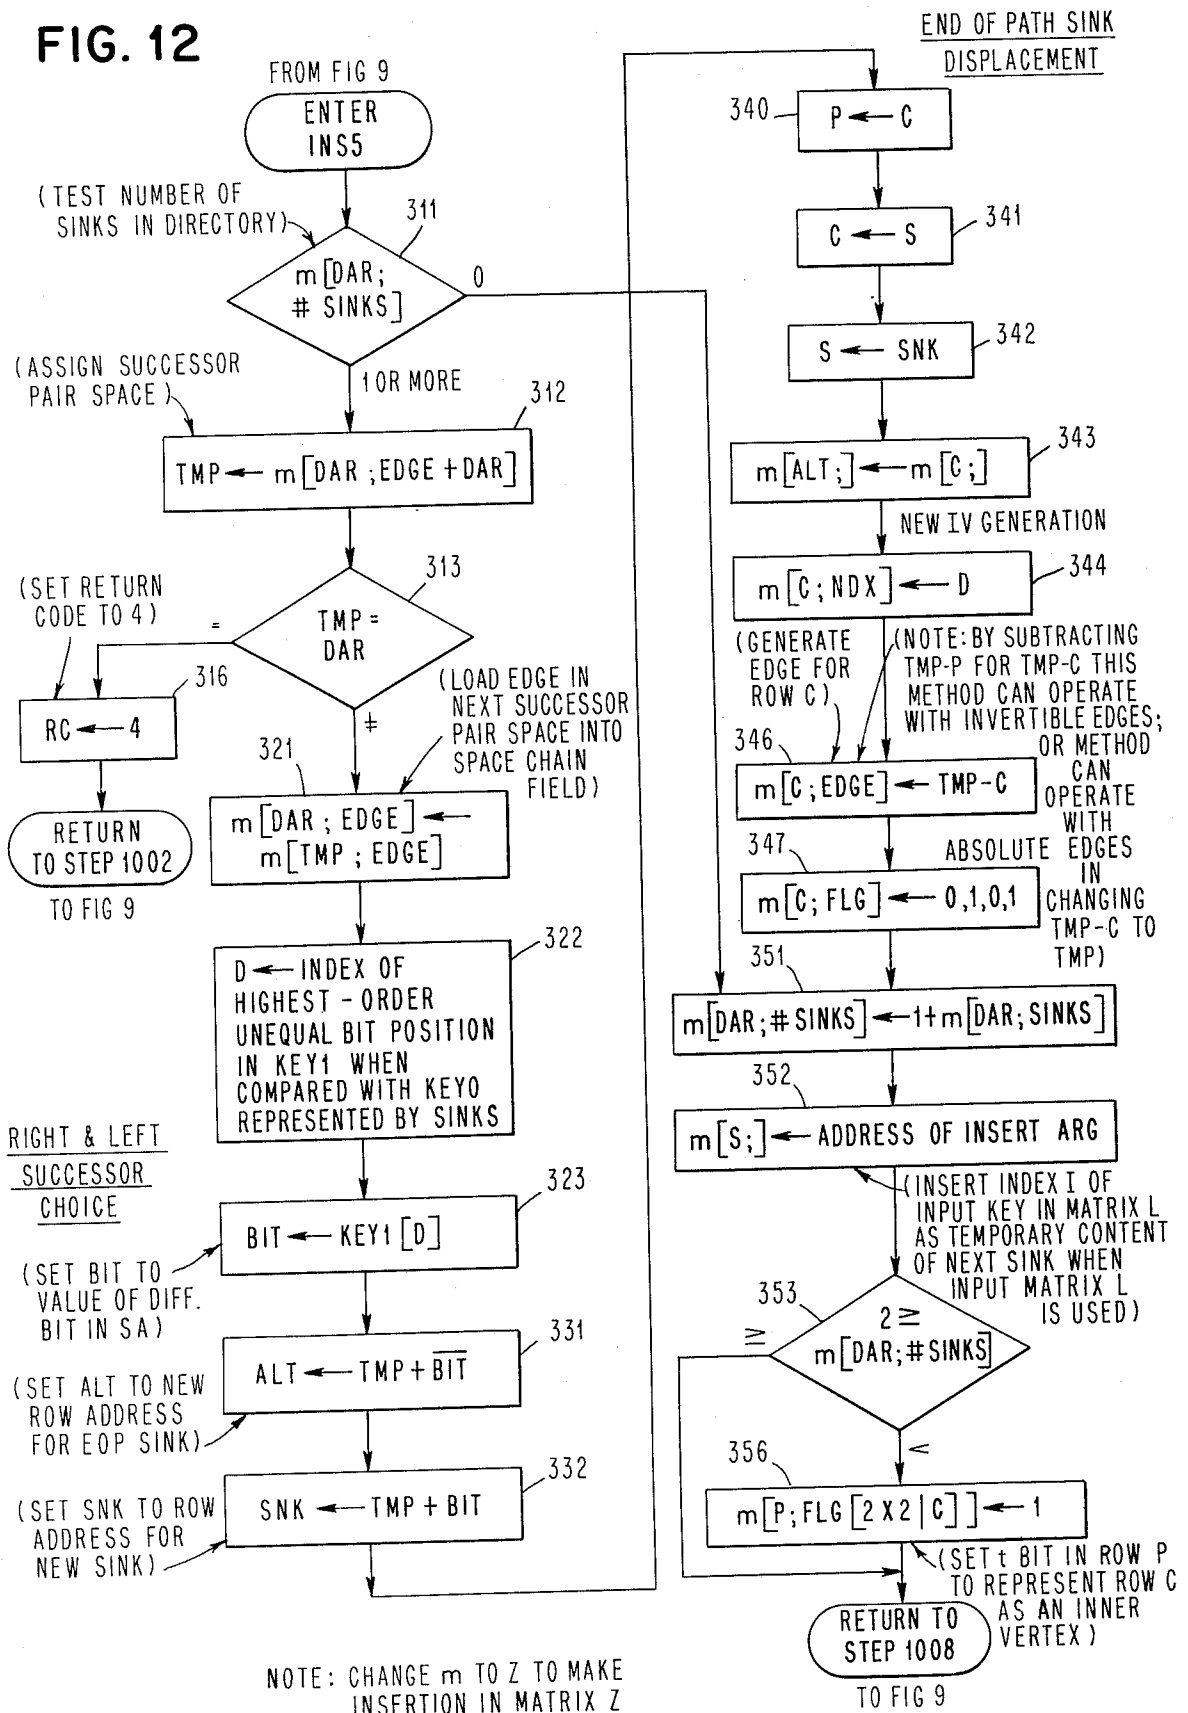 FIG. 12
FROM FIG 9
ENTER
INS5
(TEST NUMBER OF
SINKS IN DIRECTORY)
311
m[DAR;
# SINKS]
0
1 OR MORE
(ASSIGN SUCCESSOR
PAIR SPACE)
312
TMP ← m[DAR ;EDGE + DAR]
313
TMP =
DAR
=
≠
(SET RETURN
CODE TO 4)
316
RC ← 4
RETURN
TO STEP 1002
TO FIG 9
(LOAD EDGE IN
NEXT SUCCESSOR
PAIR SPACE INTO
SPACE CHAIN
FIELD)
321
m[DAR ; EDGE] ←
m[TMP ; EDGE]
322
D ← INDEX OF
HIGHEST - ORDER
UNEQUAL BIT POSITION
IN KEY1 WHEN
COMPARED WITH KEY0
REPRESENTED BY SINKS
RIGHT & LEFT
SUCCESSOR
CHOICE
323
BIT ← KEY1 [D]
(SET BIT TO
VALUE OF DIFF.
BIT IN SA)
331
ALT ← TMP + B̅I̅T̅
(SET ALT TO NEW
ROW ADDRESS
FOR EOP SINK)
332
SNK ← TMP + BIT
(SET SNK TO ROW
ADDRESS FOR
NEW SINK)
NOTE: CHANGE m TO Z TO MAKE
INSERTION IN MATRIX Z
END OF PATH SINK
DISPLACEMENT
340
P ← C
341
C ← S
342
S ← SNK
343
m[ALT;] ← m[C;]
NEW IV GENERATION
344
m[C;NDX] ← D
(GENERATE
EDGE FOR
ROW C)
(NOTE: BY SUBTRACTING
TMP-P FOR TMP-C THIS
METHOD CAN OPERATE
WITH INVERTIBLE EDGES;
OR METHOD
CAN
OPERATE
WITH
ABSOLUTE EDGES
IN
CHANGING
TMP-C TO
TMP)
346
m[C;EDGE] ← TMP-C
347
m[C; FLG] ← 0,1,0,1
351
m[DAR;# SINKS] ← 1+m[DAR;SINKS]
352
m[S;] ← ADDRESS OF INSERT ARG
(INSERT INDEX I OF
INPUT KEY IN MATRIX L
AS TEMPORARY CONTENT
OF NEXT SINK WHEN
INPUT MATRIX L
IS USED)
353
2 ≥
m[DAR;#SINKS]
≥
<
356
m[P;FLG [2 X 2 | C]] ← 1
(SET t BIT IN ROW P
TO REPRESENT ROW C
AS AN INNER
VERTEX)
RETURN TO
STEP 1008
TO FIG 9